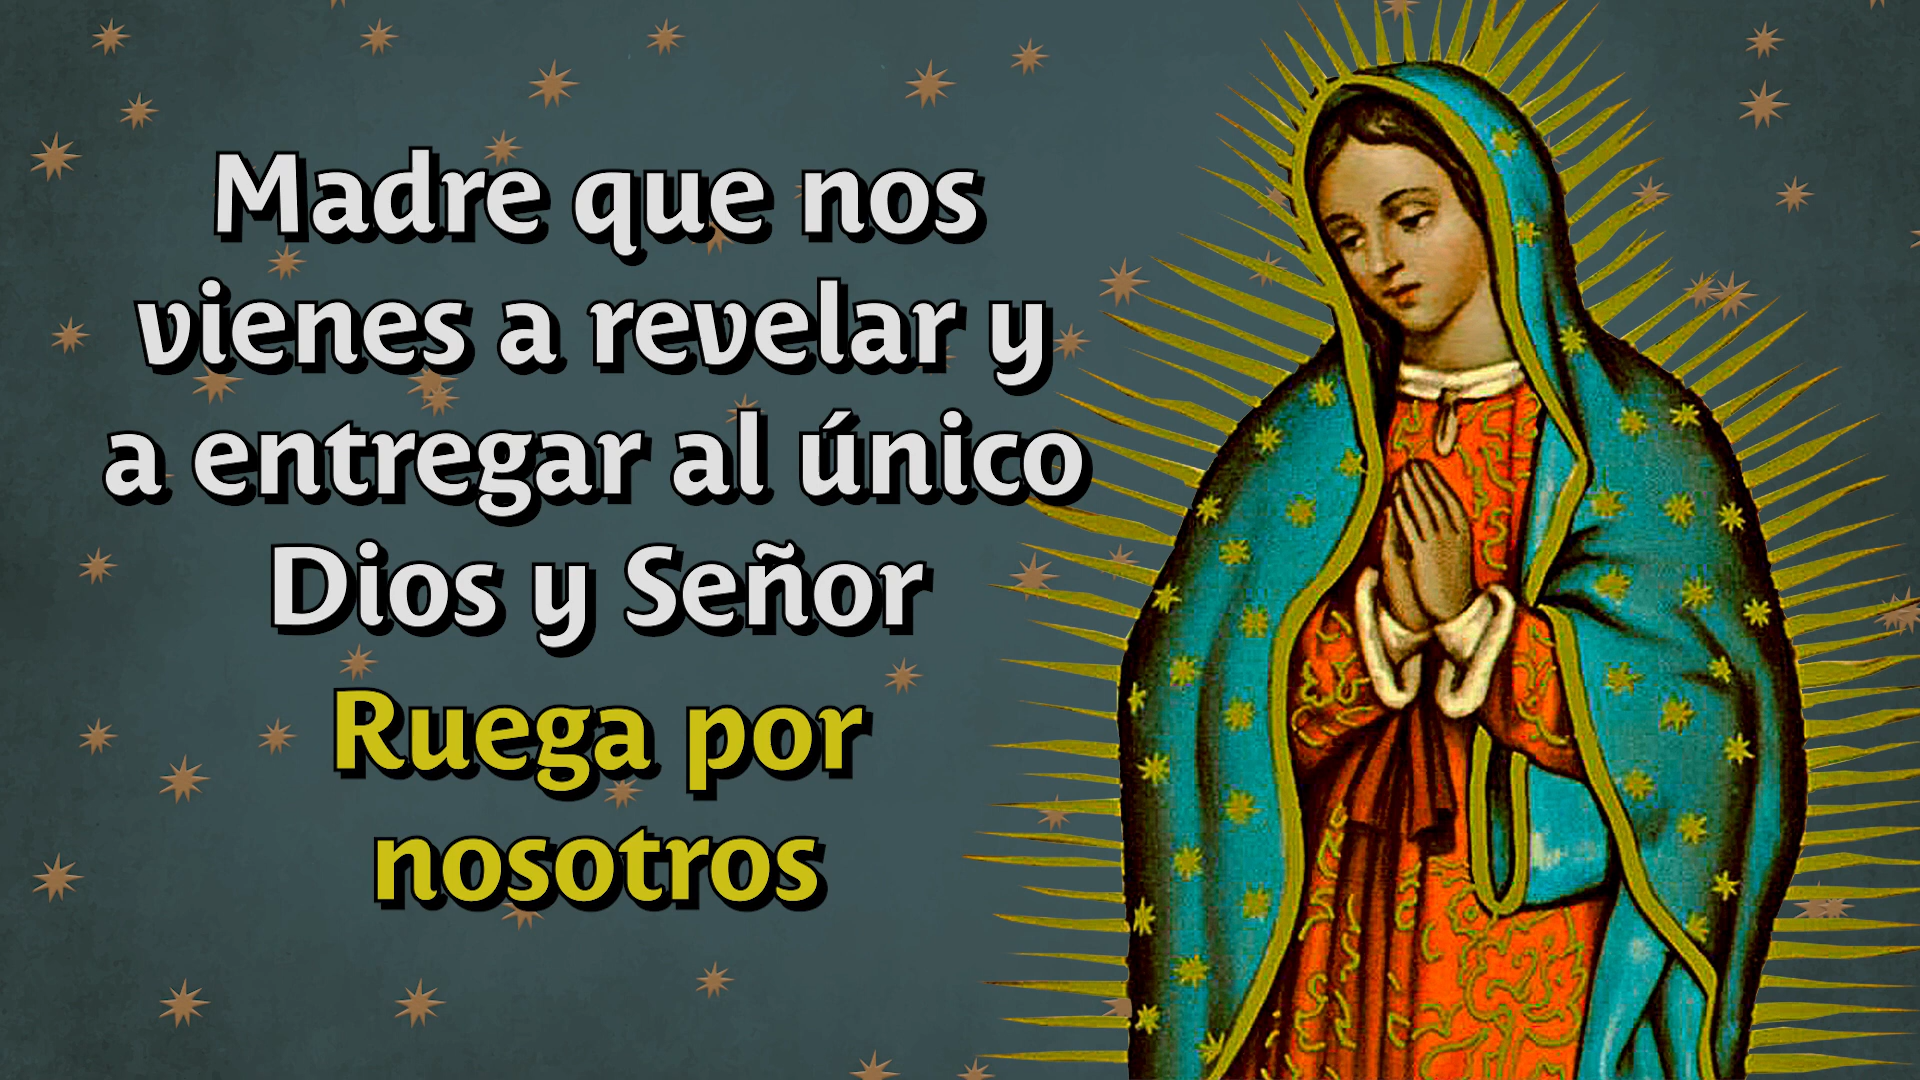 Madre que nos
vienes a revelar y
a entregar al único
Dios y Señor
Ruega por
nosotros